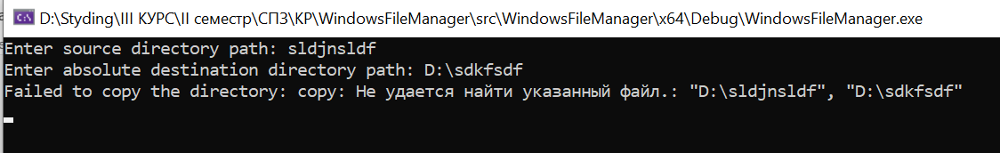 D:\Styding\III КУРС\II семестр\СПЗ\КР\WindowsFileManager\src\WindowsFileManager\x64\Debug\WindowsFileManager.exe
Enter source directory path: sldjnsldf
Enter absolute destination directory path: D:\sdkfsdf
Failed to copy the directory: copy: Не удается найти указанный файл.: "D:\sldjnsldf", "D:\sdkfsdf"